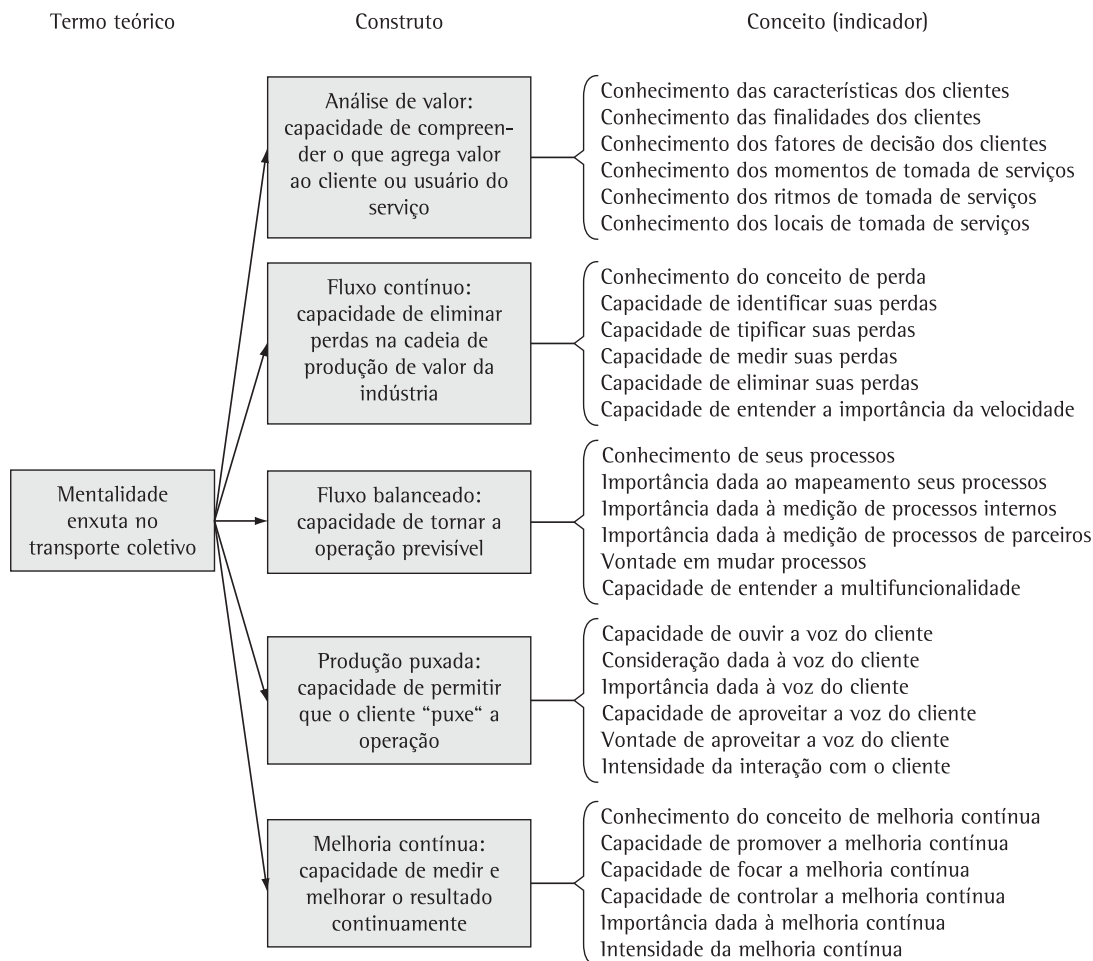 Termo teórico
Construto
Conceito (indicador)
Mentalidade
enxuta no
transporte coletivo
Análise de valor:
capacidade de compreen-
der o que agrega valor
ao cliente ou usuário do
serviço
Conhecimento das características dos clientes
Conhecimento das finalidades dos clientes
Conhecimento dos fatores de decisão dos clientes
Conhecimento dos momentos de tomada de serviços
Conhecimento dos ritmos de tomada de serviços
Conhecimento dos locais de tomada de serviços
Fluxo contínuo:
capacidade de eliminar
perdas na cadeia de
produção de valor da
indústria
Conhecimento do conceito de perda
Capacidade de identificar suas perdas
Capacidade de tipificar suas perdas
Capacidade de medir suas perdas
Capacidade de eliminar suas perdas
Capacidade de entender a importância da velocidade
Fluxo balanceado:
capacidade de tornar a
operação previsível
Conhecimento de seus processos
Importância dada ao mapeamento seus processos
Importância dada à medição de processos internos
Importância dada à medição de processos de parceiros
Vontade em mudar processos
Capacidade de entender a multifuncionalidade
Produção puxada:
capacidade de permitir
que o cliente “puxe“ a
operação
Capacidade de ouvir a voz do cliente
Consideração dada à voz do cliente
Importância dada à voz do cliente
Capacidade de aproveitar a voz do cliente
Vontade de aproveitar a voz do cliente
Intensidade da interação com o cliente
Melhoria contínua:
capacidade de medir e
melhorar o resultado
continuamente
Conhecimento do conceito de melhoria contínua
Capacidade de promover a melhoria contínua
Capacidade de focar a melhoria contínua
Capacidade de controlar a melhoria contínua
Importância dada à melhoria contínua
Intensidade da melhoria contínua